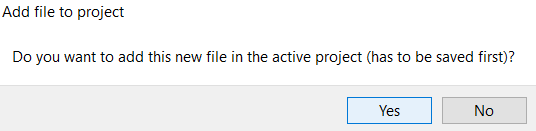 Add file to project
Do you want to add this new file in the active project (has to be saved first)?
Yes No